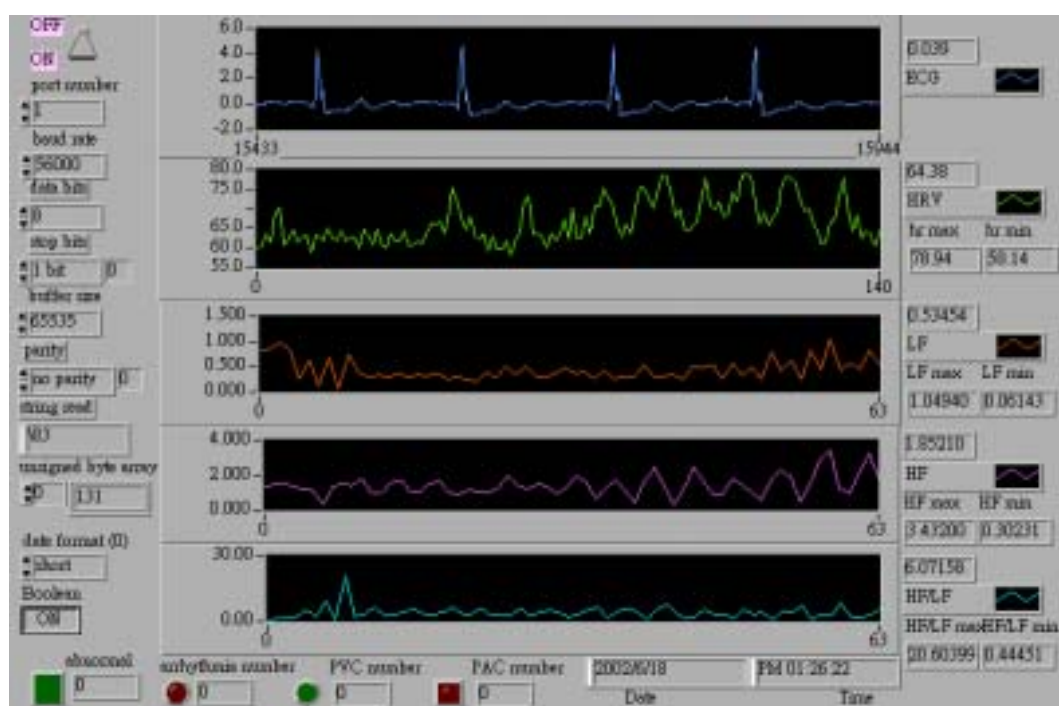 OFF
ON
port number
1
baud rate
56000
data bits
8
stop bits
1 bit 0
buffer size
65535
parity
no parity 0
string read
\83
unsigned byte array
0 131
date format (0)
short
Boolean
ON
abnormal
0
6.0
4.0
2.0
0.0
-2.0
15433 15944
0.039
ECG
80.0
75.0
65.0
60.0
55.0
0 140
64.38
HRV
hr max hr min
78.94 58.14
1.500
1.000
0.500
0.000
0 63
0.53454
LF
LF max LF min
1.04940 0.06143
4.000
2.000
0.000
0 63
1.85210
HF
HF max HF min
3.43200 0.30231
30.00
0.00
0 63
6.07158
HF/LF
HF/LF max HF/LF min
20.60399 0.44451
arrhythmia number PVC number PAC number
0 0 0
2002/6/18 PM 01:26:22
Date Time